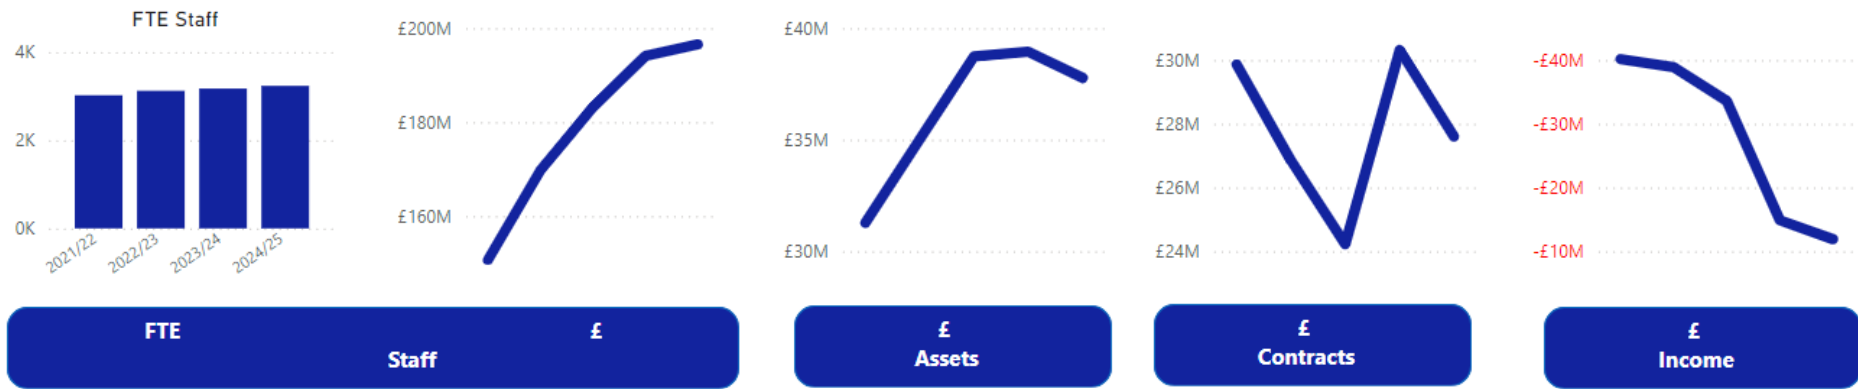 FTE Staff
4K
2K
0K
2021/22
2022/23
2023/24
2024/25
£200M
£180M
£160M
£40M
£35M
£30M
£30M
£28M
£26M
£24M
-£40M
-£30M
-£20M
-£10M
FTE £
Staff
£
Assets
£
Contracts
£
Income